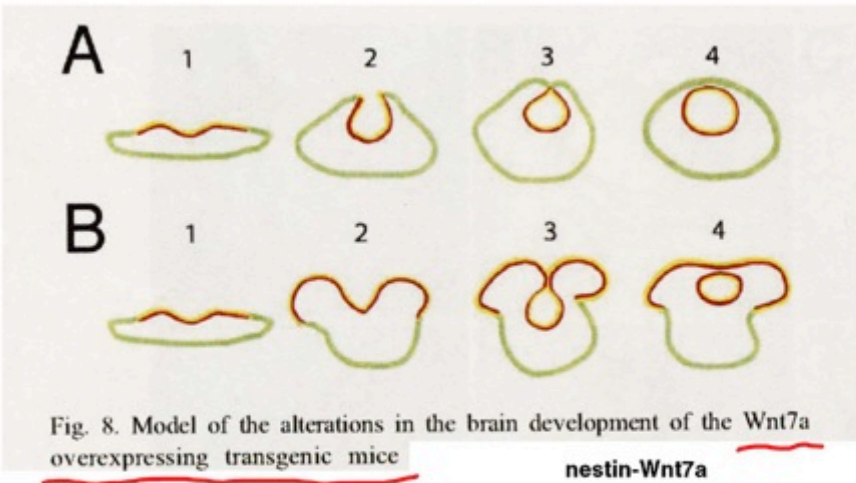 A
1 2 3 4
B
1 2 3 4
Fig. 8. Model of the alterations in the brain development of the Wnt7a
overexpressing transgenic mice
nestin-Wnt7a